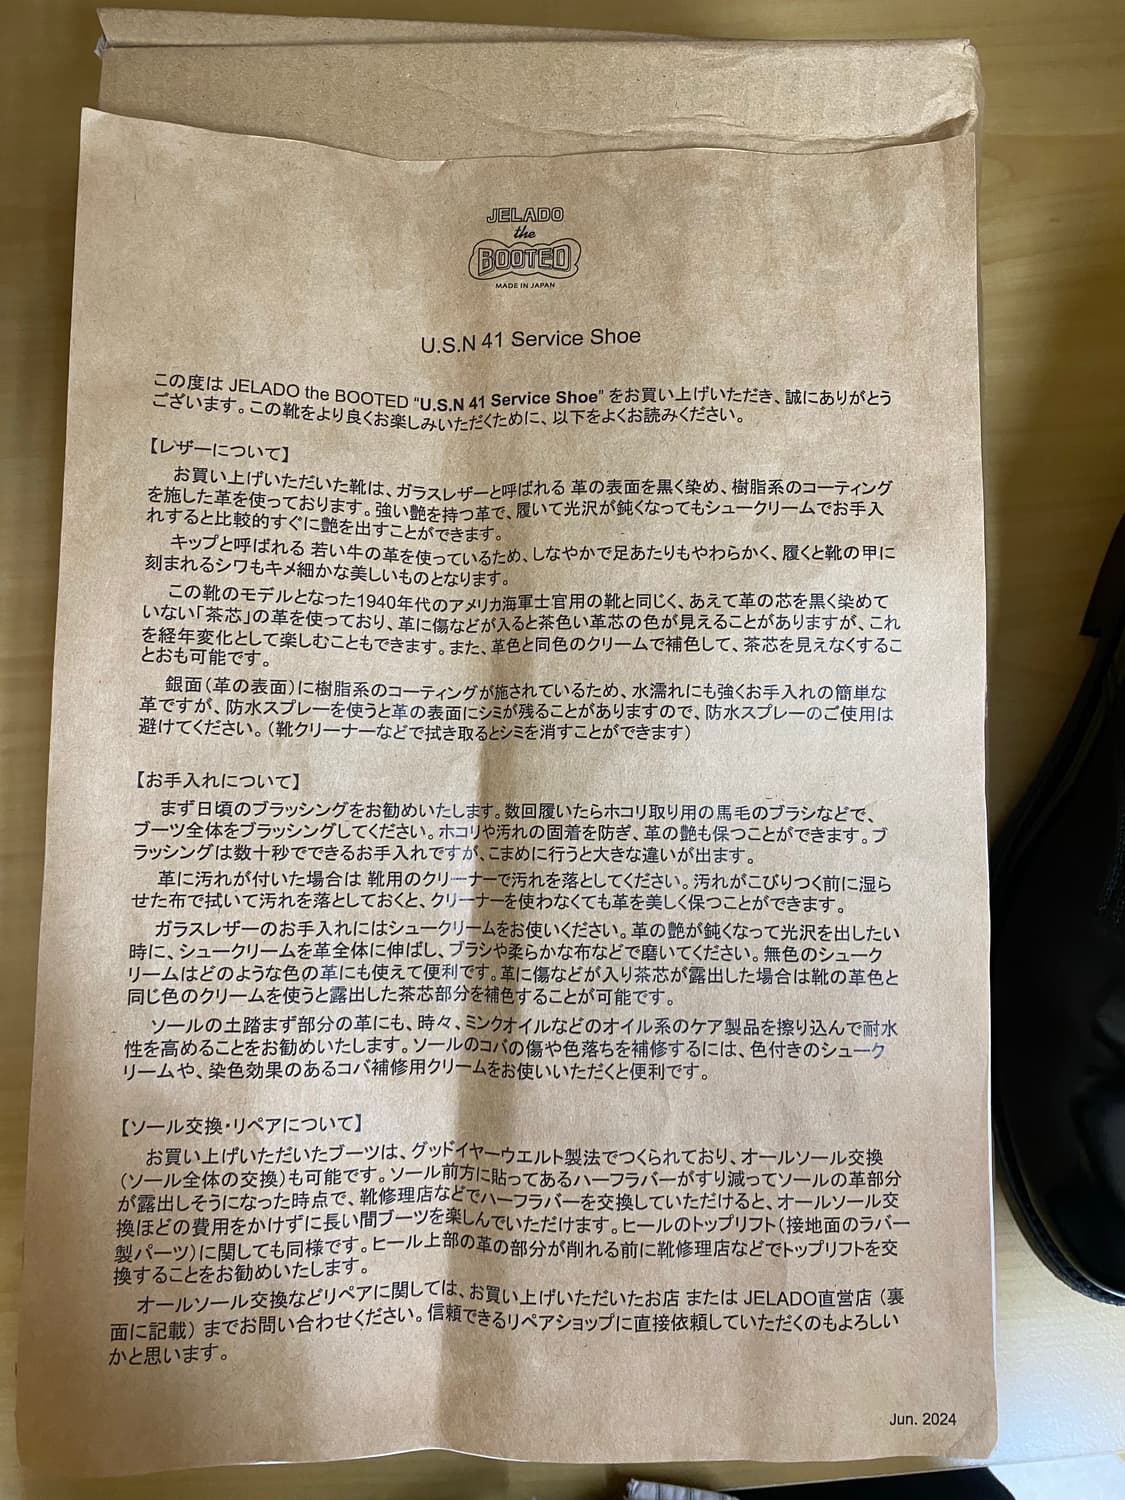 JELADO
the
BOOTED
MADE IN JAPAN
U.S.N 41 Service Shoe
この度は JELADO the BOOTED “U.S.N 41 Service Shoe” をお買い上げいただき、誠にありがとう
ございます。この靴をより良くお楽しみいただくために、以下をよくお読みください。
【レザーについて】
お買い上げいただいた靴は、ガラスレザーと呼ばれる 革の表面を黒く染め、樹脂系のコーティング
を施した革を使っております。強い艶を持つ革で、履いて光沢が鈍くなってもシュークリームでお手入
れすると比較的すぐに艶を出すことができます。
キップと呼ばれる 若い牛の革を使っているため、しなやかで足あたりもやわらかく、履くと靴の甲に
刻まれるシワもキメ細かな美しいものとなります。
この靴のモデルとなった1940年代のアメリカ海軍士官用の靴と同じく、あえて革の芯を黒く染めて
いない「茶芯」の革を使っており、革に傷などが入ると茶色い革芯の色が見えることがありますが、これ
を経年変化として楽しむこともできます。また、革色と同色のクリームで補色して、茶芯を見えなくするこ
とおも可能です。
銀面（革の表面）に樹脂系のコーティングが施されているため、水濡れにも強くお手入れの簡単な
革ですが、防水スプレーを使うと革の表面にシミが残ることがありますので、防水スプレーのご使用は
避けてください。（靴クリーナーなどで拭き取るとシミを消すことができます）
【お手入れについて】
まず日頃のブラッシングをお勧めいたします。数回履いたらホコリ取り用の馬毛のブラシなどで、
ブーツ全体をブラッシングしてください。ホコリや汚れの固着を防ぎ、革の艶も保つことができます。ブ
ラッシングは数十秒でできるお手入れですが、こまめに行うと大きな違いが出ます。
革に汚れが付いた場合は 靴用のクリーナーで汚れを落としてください。汚れがこびりつく前に湿ら
せた布で拭いて汚れを落としておくと、クリーナーを使わなくても革を美しく保つことができます。
ガラスレザーのお手入れにはシュークリームをお使いください。革の艶が鈍くなって光沢を出したい
時に、シュークリームを革全体に伸ばし、ブラシや柔らかな布などで磨いてください。無色のシューク
リームはどのような色の革にも使えて便利です。革に傷などが入り茶芯が露出した場合は靴の革色と
同じ色のクリームを使うと露出した茶芯部分を補色することが可能です。
ソールの土踏まず部分の革にも、時々、ミンクオイルなどのオイル系のケア製品を擦り込んで耐水
性を高めることをお勧めいたします。ソールのコバの傷や色落ちを補修するには、色付きのシューク
リームや、染色効果のあるコバ補修用クリームをお使いいただくと便利です。
【ソール交換・リペアについて】
お買い上げいただいたブーツは、グッドイヤーウエルト製法でつくられており、オールソール交換
（ソール全体の交換）も可能です。ソール前方に貼ってあるハーフラバーがすり減ってソールの革部分
が露出しそうになった時点で、靴修理店などでハーフラバーを交換していただけると、オールソール交
換ほどの費用をかけずに長い間ブーツを楽しんでいただけます。ヒールのトップリフト（接地面のラバー
製パーツ）に関しても同様です。ヒール上部の革の部分が削れる前に靴修理店などでトップリフトを交
換することをお勧めいたします。
オールソール交換などリペアに関しては、お買い上げいただいたお店 または JELADO直営店 （裏
面に記載） までお問い合わせください。信頼できるリペアショップに直接依頼していただくのもよろしい
かと思います。
Jun. 2024